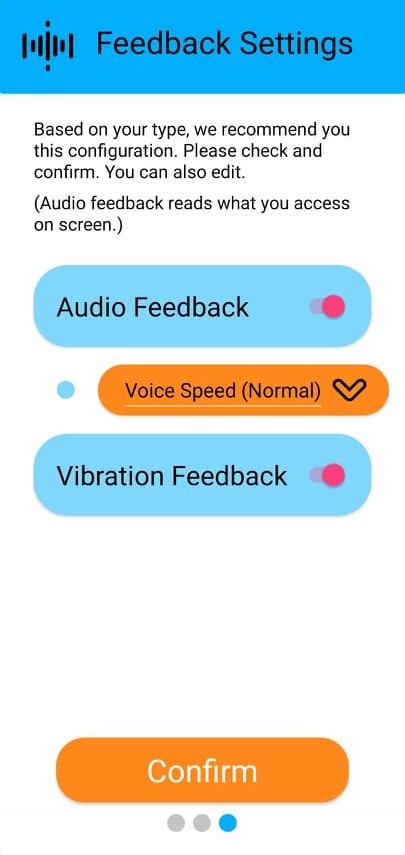 Feedback Settings
Based on your type, we recommend you
this configuration. Please check and
confirm. You can also edit.
(Audio feedback reads what you access
on screen.)
Audio Feedback
Voice Speed (Normal)
Vibration Feedback
Confirm